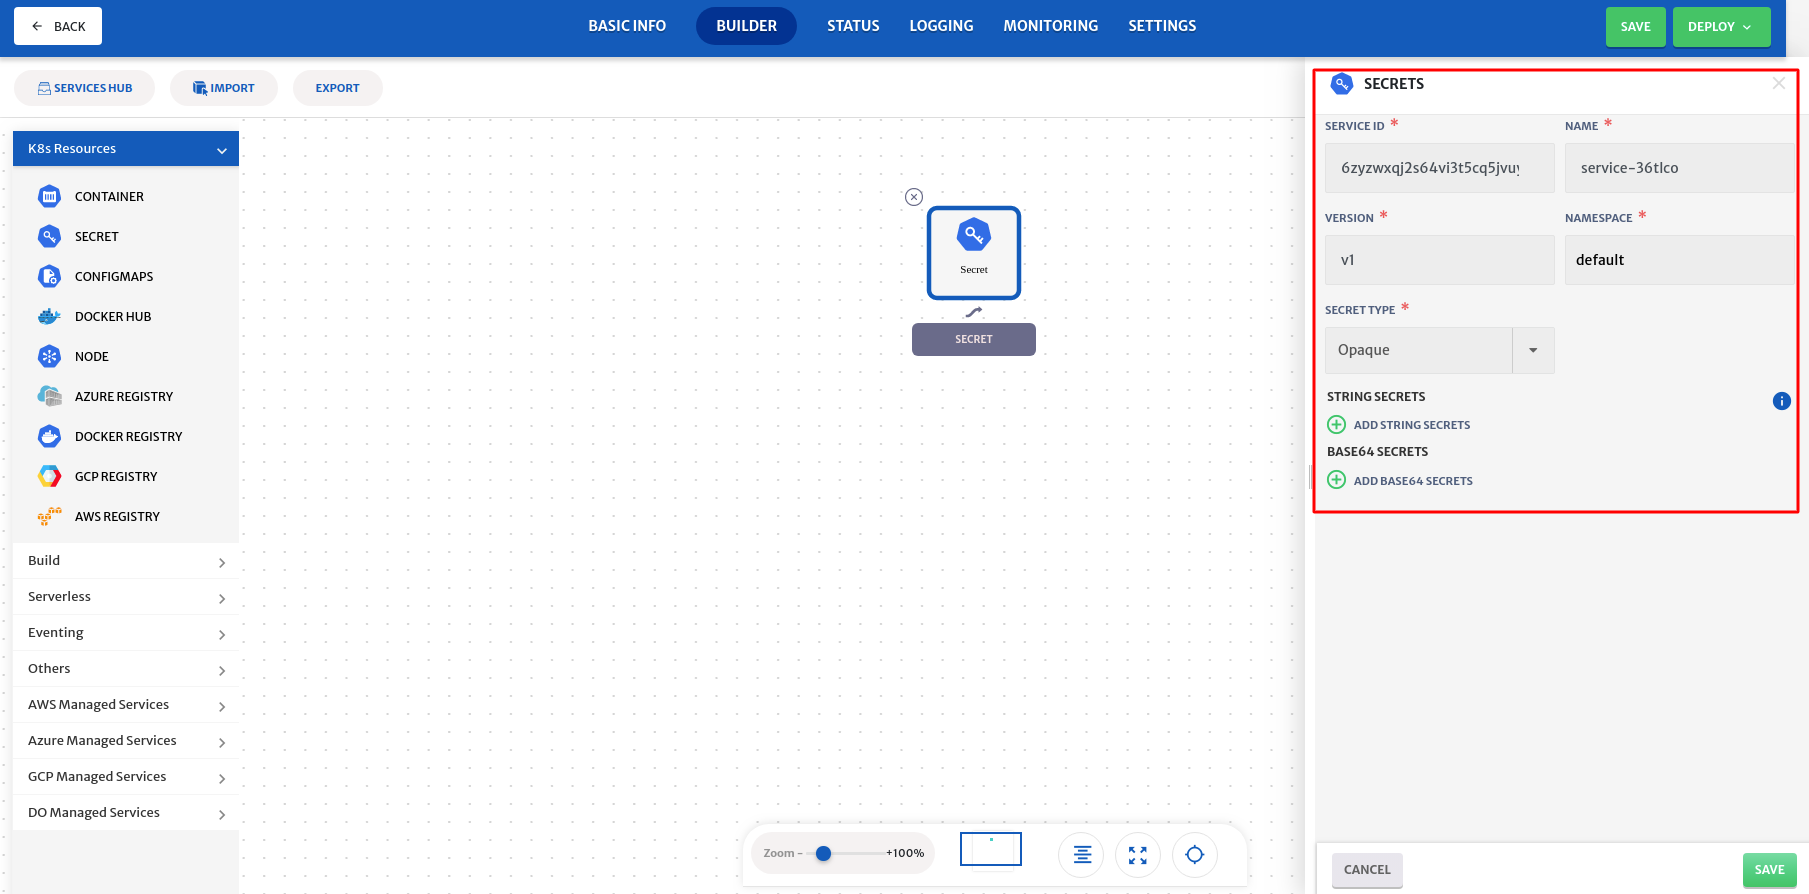 BACK
BASIC INFO
BUILDER
STATUS
LOGGING
MONITORING
SETTINGS
SAVE
DEPLOY
SERVICES HUB
IMPORT
EXPORT
K8s Resources
CONTAINER
SECRET
CONFIGMAPS
DOCKER HUB
NODE
AZURE REGISTRY
DOCKER REGISTRY
GCP REGISTRY
AWS REGISTRY
Build
Serverless
Eventing
Others
AWS Managed Services
Azure Managed Services
GCP Managed Services
DO Managed Services
Secret
SECRET
Zoom - +100%
SECRETS
SERVICE ID *
NAME *
6zyzwxqj2s64vi3t5cq5jvuy
service-36tlco
VERSION *
NAMESPACE *
v1
default
SECRET TYPE *
Opaque
STRING SECRETS
ADD STRING SECRETS
BASE64 SECRETS
ADD BASE64 SECRETS
CANCEL
SAVE